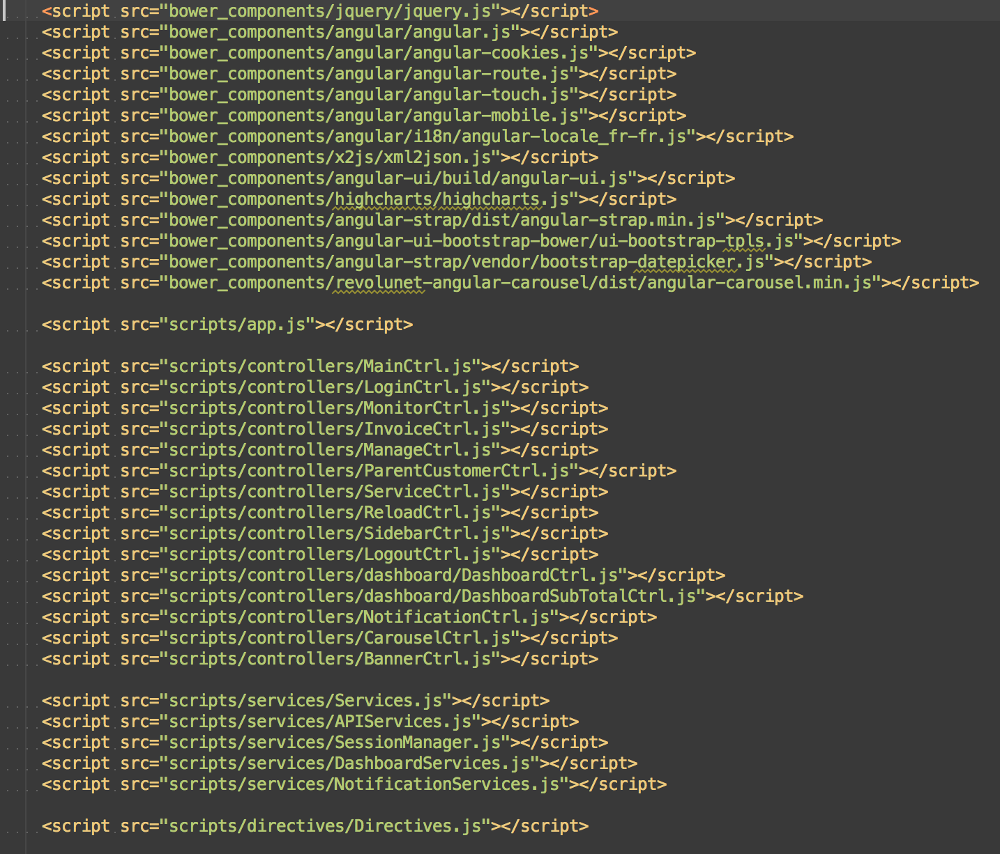 <script src="bower_components/jquery/jquery.js"></script>
<script src="bower_components/angular/angular.js"></script>
<script src="bower_components/angular/angular-cookies.js"></script>
<script src="bower_components/angular/angular-route.js"></script>
<script src="bower_components/angular/angular-touch.js"></script>
<script src="bower_components/angular/angular-mobile.js"></script>
<script src="bower_components/angular/i18n/angular-locale_fr-fr.js"></script>
<script src="bower_components/x2js/xml2json.js"></script>
<script src="bower_components/angular-ui/build/angular-ui.js"></script>
<script src="bower_components/highcharts/highcharts.js"></script>
<script src="bower_components/angular-strap/dist/angular-strap.min.js"></script>
<script src="bower_components/angular-ui-bootstrap-bower/ui-bootstrap-tpls.js"></script>
<script src="bower_components/angular-strap/vendor/bootstrap-datepicker.js"></script>
<script src="bower_components/revolunet-angular-carousel/dist/angular-carousel.min.js"></script>
<script src="scripts/app.js"></script>
<script src="scripts/controllers/MainCtrl.js"></script>
<script src="scripts/controllers/LoginCtrl.js"></script>
<script src="scripts/controllers/MonitorCtrl.js"></script>
<script src="scripts/controllers/InvoiceCtrl.js"></script>
<script src="scripts/controllers/ManageCtrl.js"></script>
<script src="scripts/controllers/ParentCustomerCtrl.js"></script>
<script src="scripts/controllers/ServiceCtrl.js"></script>
<script src="scripts/controllers/ReloadCtrl.js"></script>
<script src="scripts/controllers/SidebarCtrl.js"></script>
<script src="scripts/controllers/LogoutCtrl.js"></script>
<script src="scripts/controllers/dashboard/DashboardCtrl.js"></script>
<script src="scripts/controllers/dashboard/DashboardSubTotalCtrl.js"></script>
<script src="scripts/controllers/NotificationCtrl.js"></script>
<script src="scripts/controllers/CarouselCtrl.js"></script>
<script src="scripts/controllers/BannerCtrl.js"></script>
<script src="scripts/services/Services.js"></script>
<script src="scripts/services/APIServices.js"></script>
<script src="scripts/services/SessionManager.js"></script>
<script src="scripts/services/DashboardServices.js"></script>
<script src="scripts/services/NotificationServices.js"></script>
<script src="scripts/directives/Directives.js"></script>